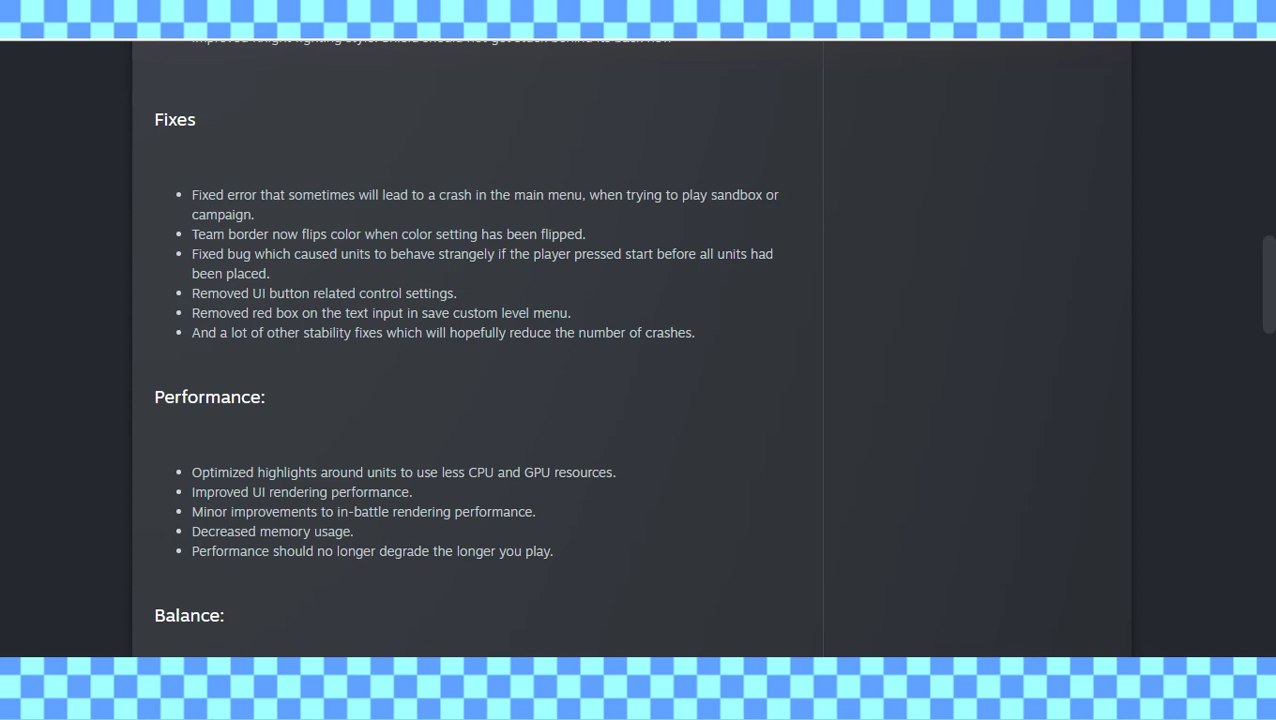 Fixes
• Fixed error that sometimes will lead to a crash in the main menu, when trying to play sandbox or
campaign.
• Team border now flips color when color setting has been flipped.
• Fixed bug which caused units to behave strangely if the player pressed start before all units had
been placed.
• Removed UI button related control settings.
• Removed red box on the text input in save custom level menu.
• And a lot of other stability fixes which will hopefully reduce the number of crashes.
Performance:
• Optimized highlights around units to use less CPU and GPU resources.
• Improved UI rendering performance.
• Minor improvements to in-battle rendering performance.
• Decreased memory usage.
• Performance should no longer degrade the longer you play.
Balance: